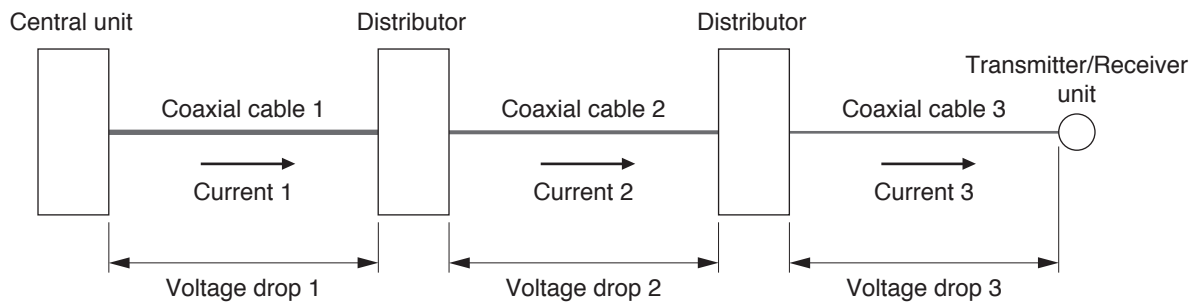 Central unit
Distributor
Distributor
Transmitter/Receiver
unit
Coaxial cable 1
Coaxial cable 2
Coaxial cable 3
Current 1
Current 2
Current 3
Voltage drop 1
Voltage drop 2
Voltage drop 3